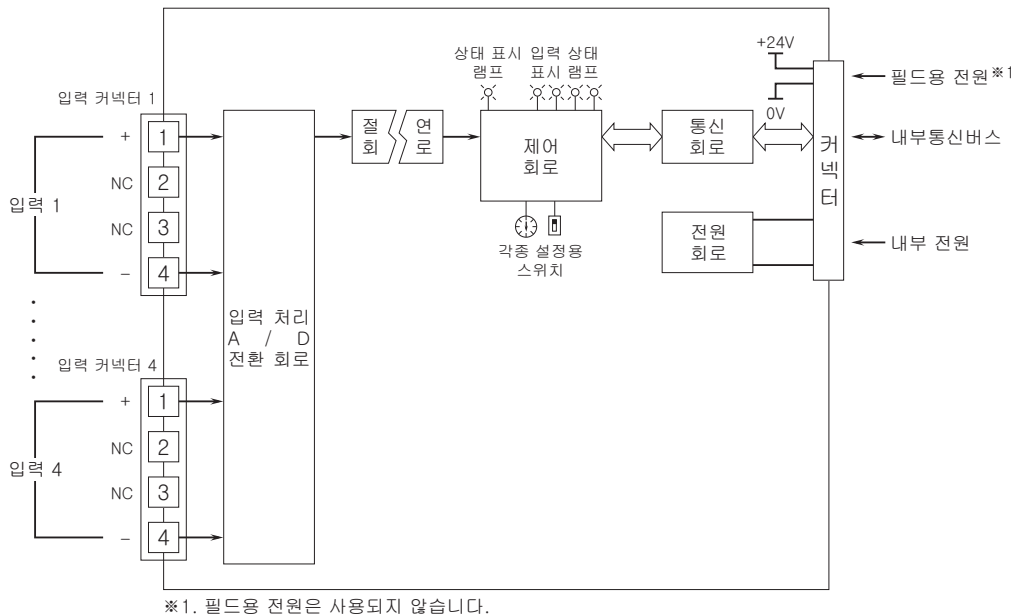 상태 표시 램프
입력 상태 표시 램프
+24V
0V
필드용 전원※1
내부통신버스
내부 전원
커넥터
통신 회로
전원 회로
제어 회로
각종 설정용 스위치
절연 회로
입력 처리
A / D
전환 회로
입력 커넥터 1
+ 1
NC 2
NC 3
− 4
입력 1
입력 커넥터 4
+ 1
NC 2
NC 3
− 4
입력 4
※1. 필드용 전원은 사용되지 않습니다.